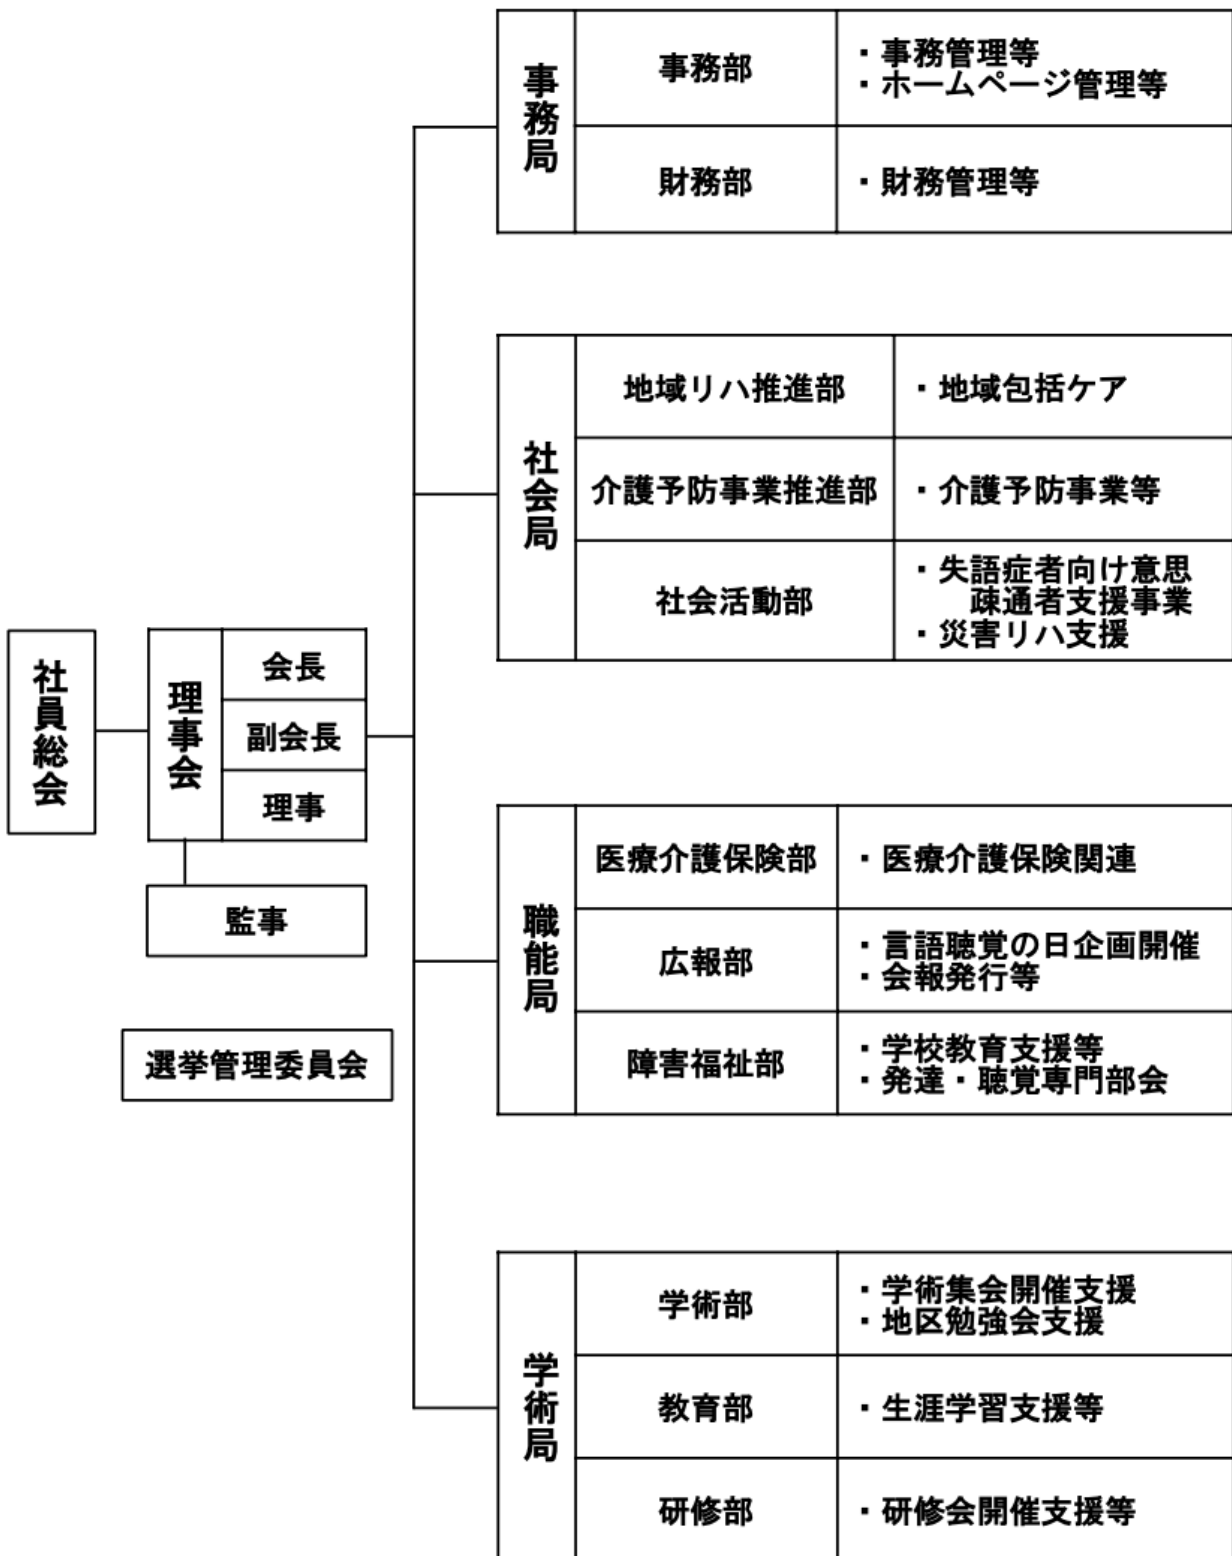 社員総会
理事会
会長
副会長
理事
監事
選挙管理委員会
事務局
事務部
・事務管理等
・ホームページ管理等
財務部
・財務管理等
社会局
地域リハ推進部
・地域包括ケア
介護予防事業推進部
・介護予防事業等
社会活動部
・失語症者向け意思
疎通者支援事業
・災害リハ支援
職能局
医療介護保険部
・医療介護保険関連
広報部
・言語聴覚の日企画開催
・会報発行等
障害福祉部
・学校教育支援等
・発達・聴覚専門部会
学術局
学術部
・学術集会開催支援
・地区勉強会支援
教育部
・生涯学習支援等
研修部
・研修会開催支援等